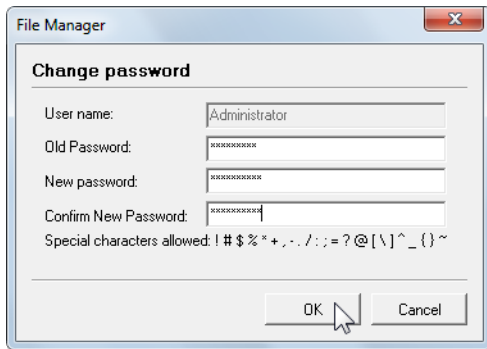 File Manager
Change password
User name: Administrator
Old Password: *********
New password: **********
Confirm New Password: **********
Special characters allowed: ! # $ % * + , - . / : ; = ? @ [ \ ] ^ _ { } ~
OK Cancel